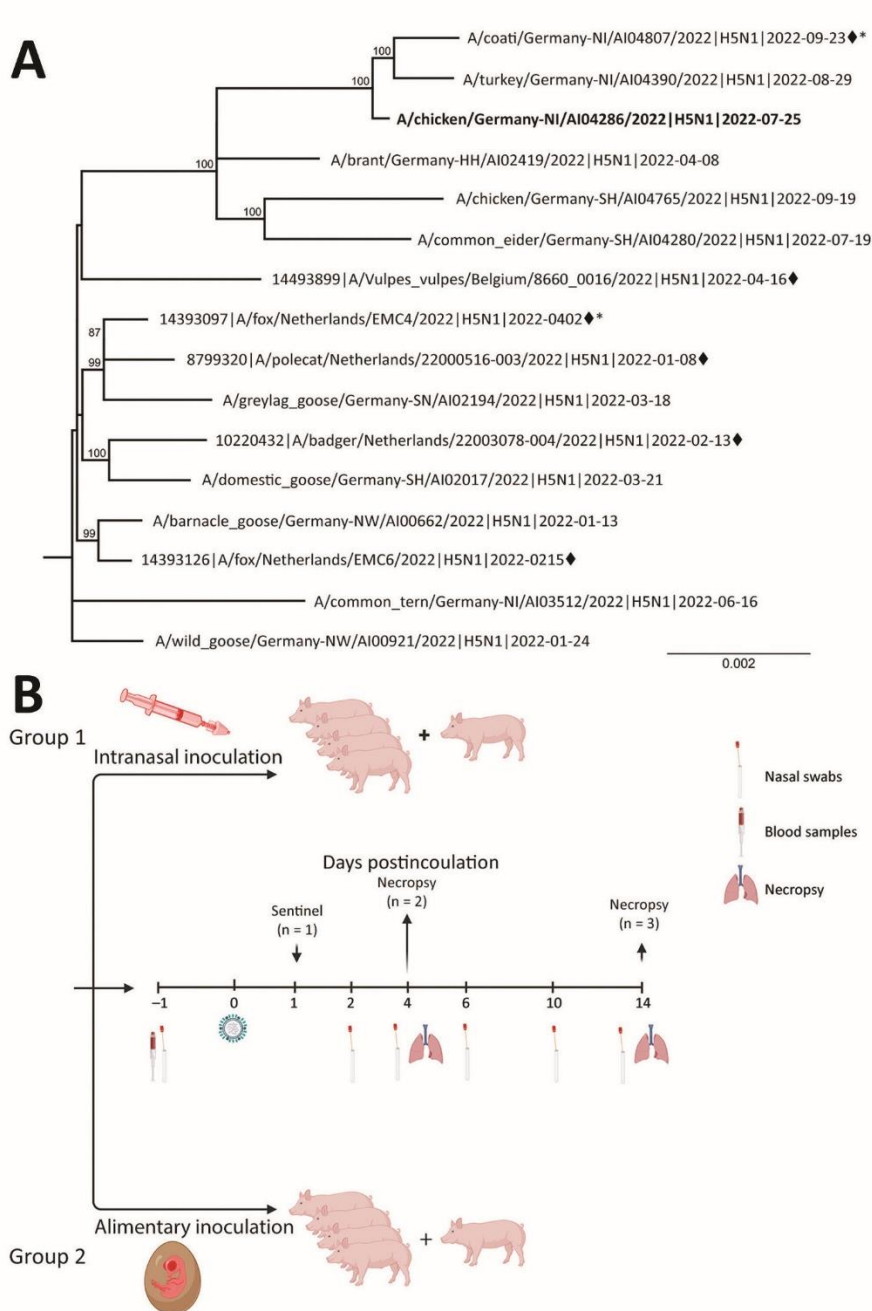 A
A/coati/Germany-NI/AI04807/2022|H5N1|2022-09-23♦*
100
A/turkey/Germany-NI/AI04390/2022|H5N1|2022-08-29
100
A/chicken/Germany-NI/AI04286/2022|H5N1|2022-07-25
A/brant/Germany-HH/AI02419/2022|H5N1|2022-04-08
100
A/chicken/Germany-SH/AI04765/2022|H5N1|2022-09-19
100
A/common_eider/Germany-SH/AI04280/2022|H5N1|2022-07-19
14493899|A/Vulpes_vulpes/Belgium/8660_0016/2022|H5N1|2022-04-16♦
14393097|A/fox/Netherlands/EMC4/2022|H5N1|2022-0402♦*
87
8799320|A/polecat/Netherlands/22000516-003/2022|H5N1|2022-01-08♦
99
A/greylag_goose/Germany-SN/AI02194/2022|H5N1|2022-03-18
10220432|A/badger/Netherlands/22003078-004/2022|H5N1|2022-02-13♦
100
A/domestic_goose/Germany-SH/AI02017/2022|H5N1|2022-03-21
A/barnacle_goose/Germany-NW/AI00662/2022|H5N1|2022-01-13
99
14393126|A/fox/Netherlands/EMC6/2022|H5N1|2022-0215♦
A/common_tern/Germany-NI/AI03512/2022|H5N1|2022-06-16
A/wild_goose/Germany-NW/AI00921/2022|H5N1|2022-01-24
0.002
B
Group 1
Intranasal inoculation
+
Nasal swabs
Blood samples
Necropsy
Days postincoulation
Necropsy
(n = 2)
Sentinel
(n = 1)
Necropsy
(n = 3)
−1 0 1 2 4 6 10 14
Alimentary inoculation
+
Group 2